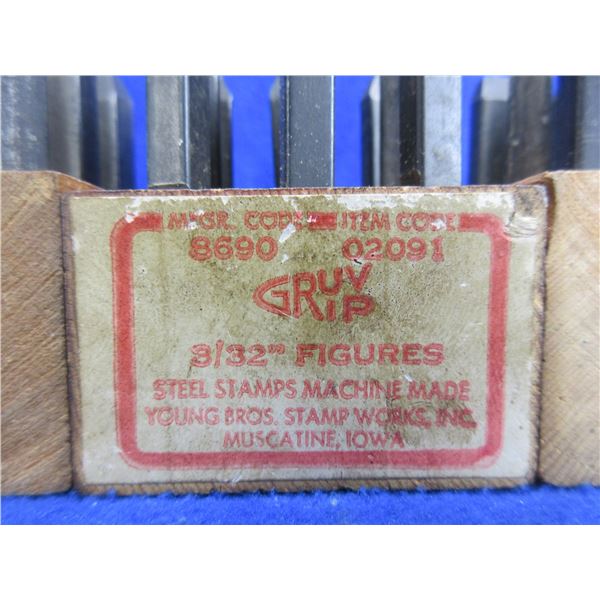 MFGR. CODE ITEM CODE
8690 02091
GRUV GRIP
3/32" FIGURES
STEEL STAMPS MACHINE MADE
YOUNG BROS. STAMP WORKS, INC.
MUSCATINE, IOWA